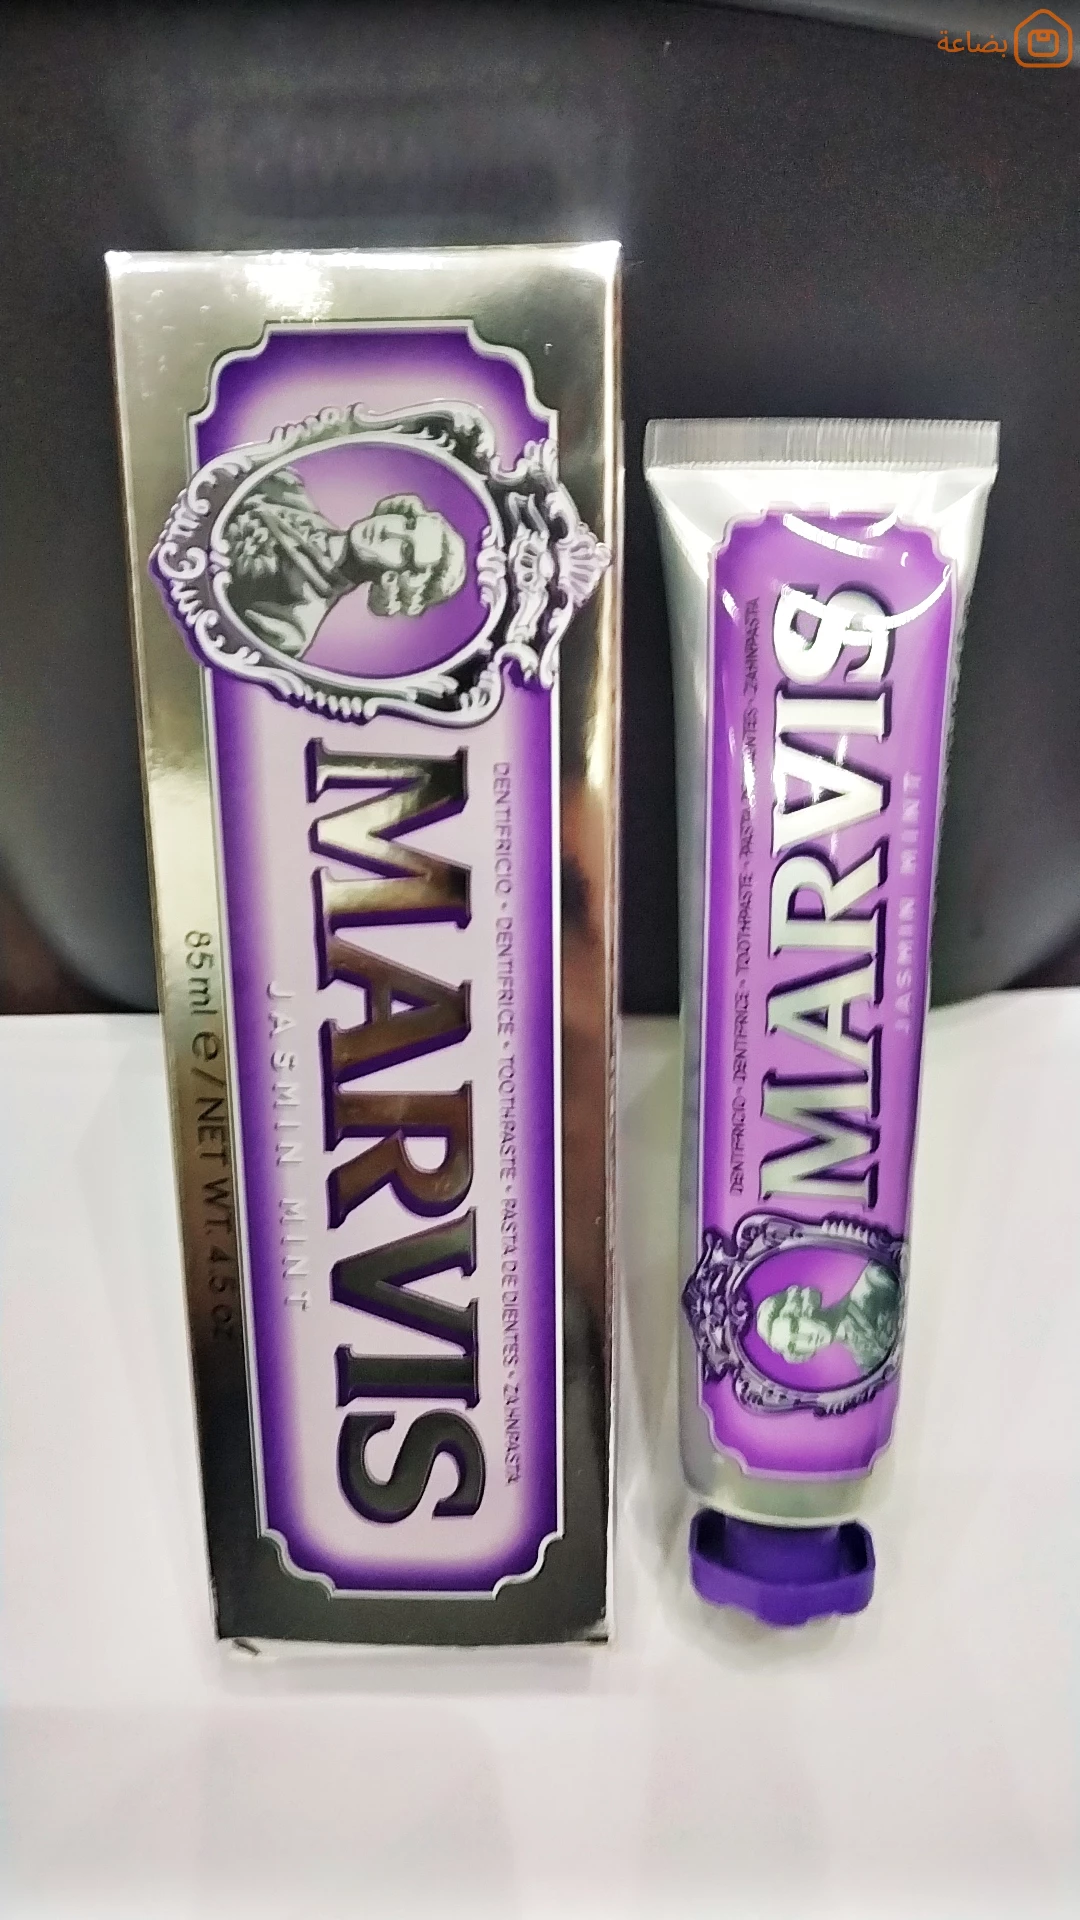 بضاعة
MARVIS
DENTIFRICIO • DENTIFRICE • TOOTHPASTE • PASTA DE DIENTES • ZAHNPASTA
JASMIN MINT
85 ml e / NET WT. 4.5 oz
DENTIFRICIO • DENTIFRICE • TOOTHPASTE • PASTA DIENTES • ZAHNPASTA
MARVIS
JASMIN MINT